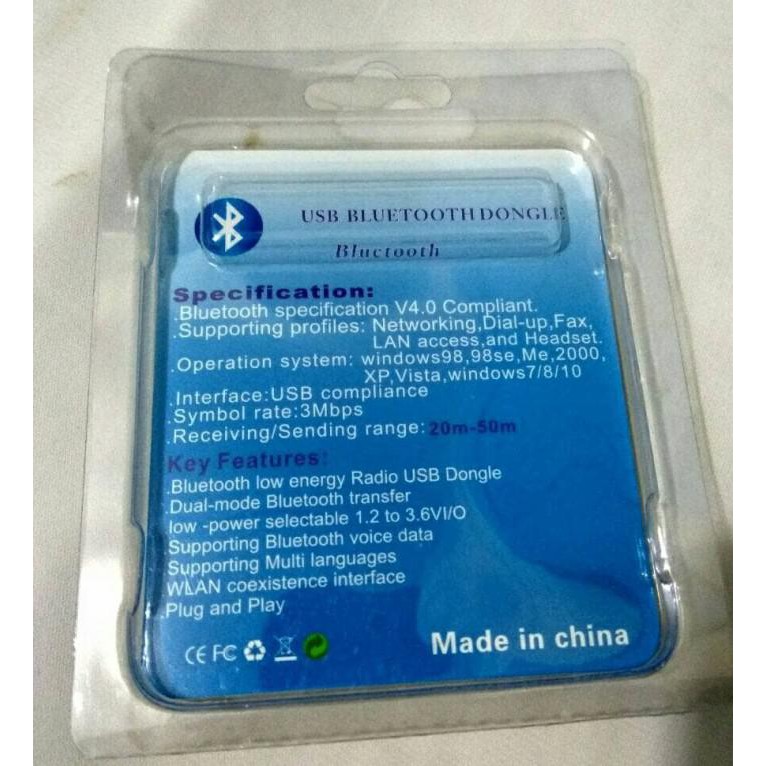 USB BLUETOOTH DONGLE
Bluetooth
Specification:
.Bluetooth specification V4.0 Compliant.
.Supporting profiles: Networking,Dial-up,Fax,
LAN access,and Headset.
.Operation system: windows98,98se,Me,2000,
XP,Vista,windows7/8/10
.Interface:USB compliance
.Symbol rate:3Mbps
.Receiving/Sending range:20m-50m
Key Features:
.Bluetooth low energy Radio USB Dongle
.Dual-mode Bluetooth transfer
low -power selectable 1.2 to 3.6VI/O
Supporting Bluetooth voice data
Supporting Multi languages
WLAN coexistence interface
.Plug and Play
CE FC
Made in china